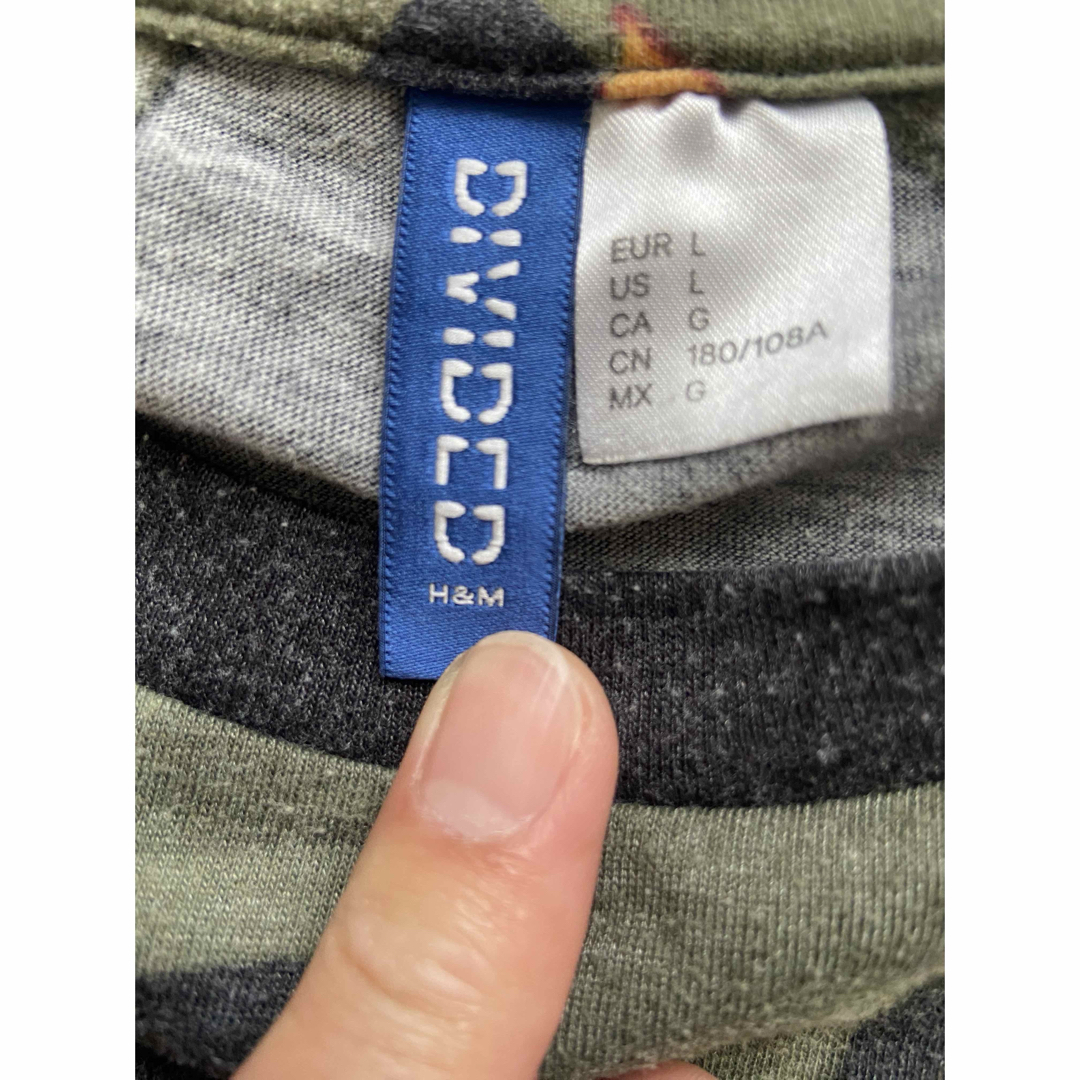 DIVIDED
H&M
EUR L
US L
CA G
CN 180/108A
MX G